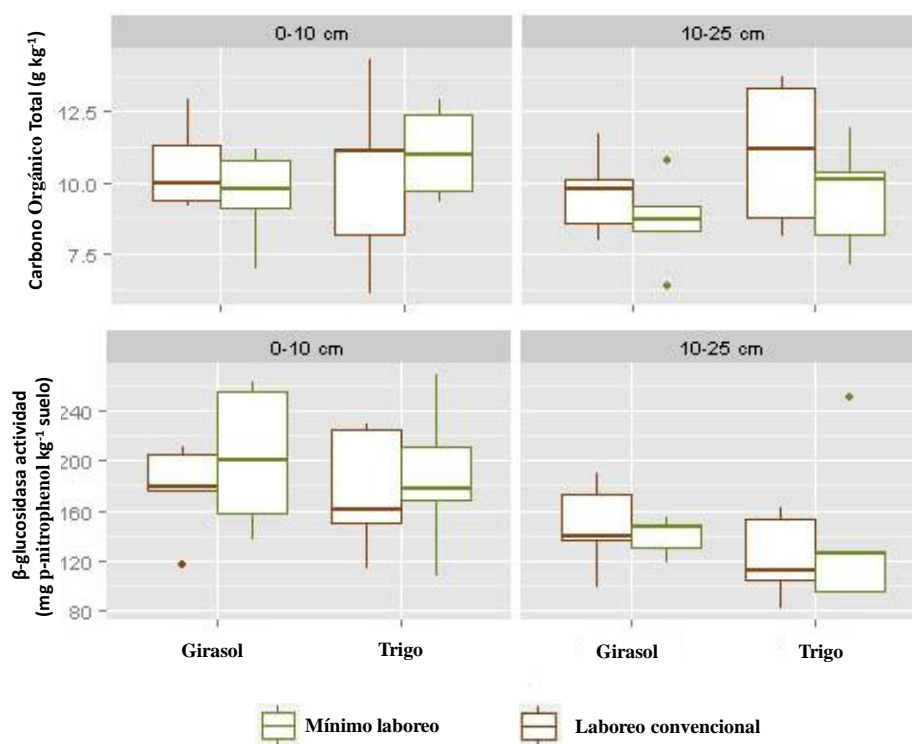 0-10 cm
10-25 cm
Carbono Orgánico Total (g kg⁻¹)
12.5
10.0
7.5
0-10 cm
10-25 cm
β-glucosidasa actividad
(mg p-nitrophenol kg⁻¹ suelo)
240
200
160
120
80
Girasol
Trigo
Girasol
Trigo
Mínimo laboreo
Laboreo convencional